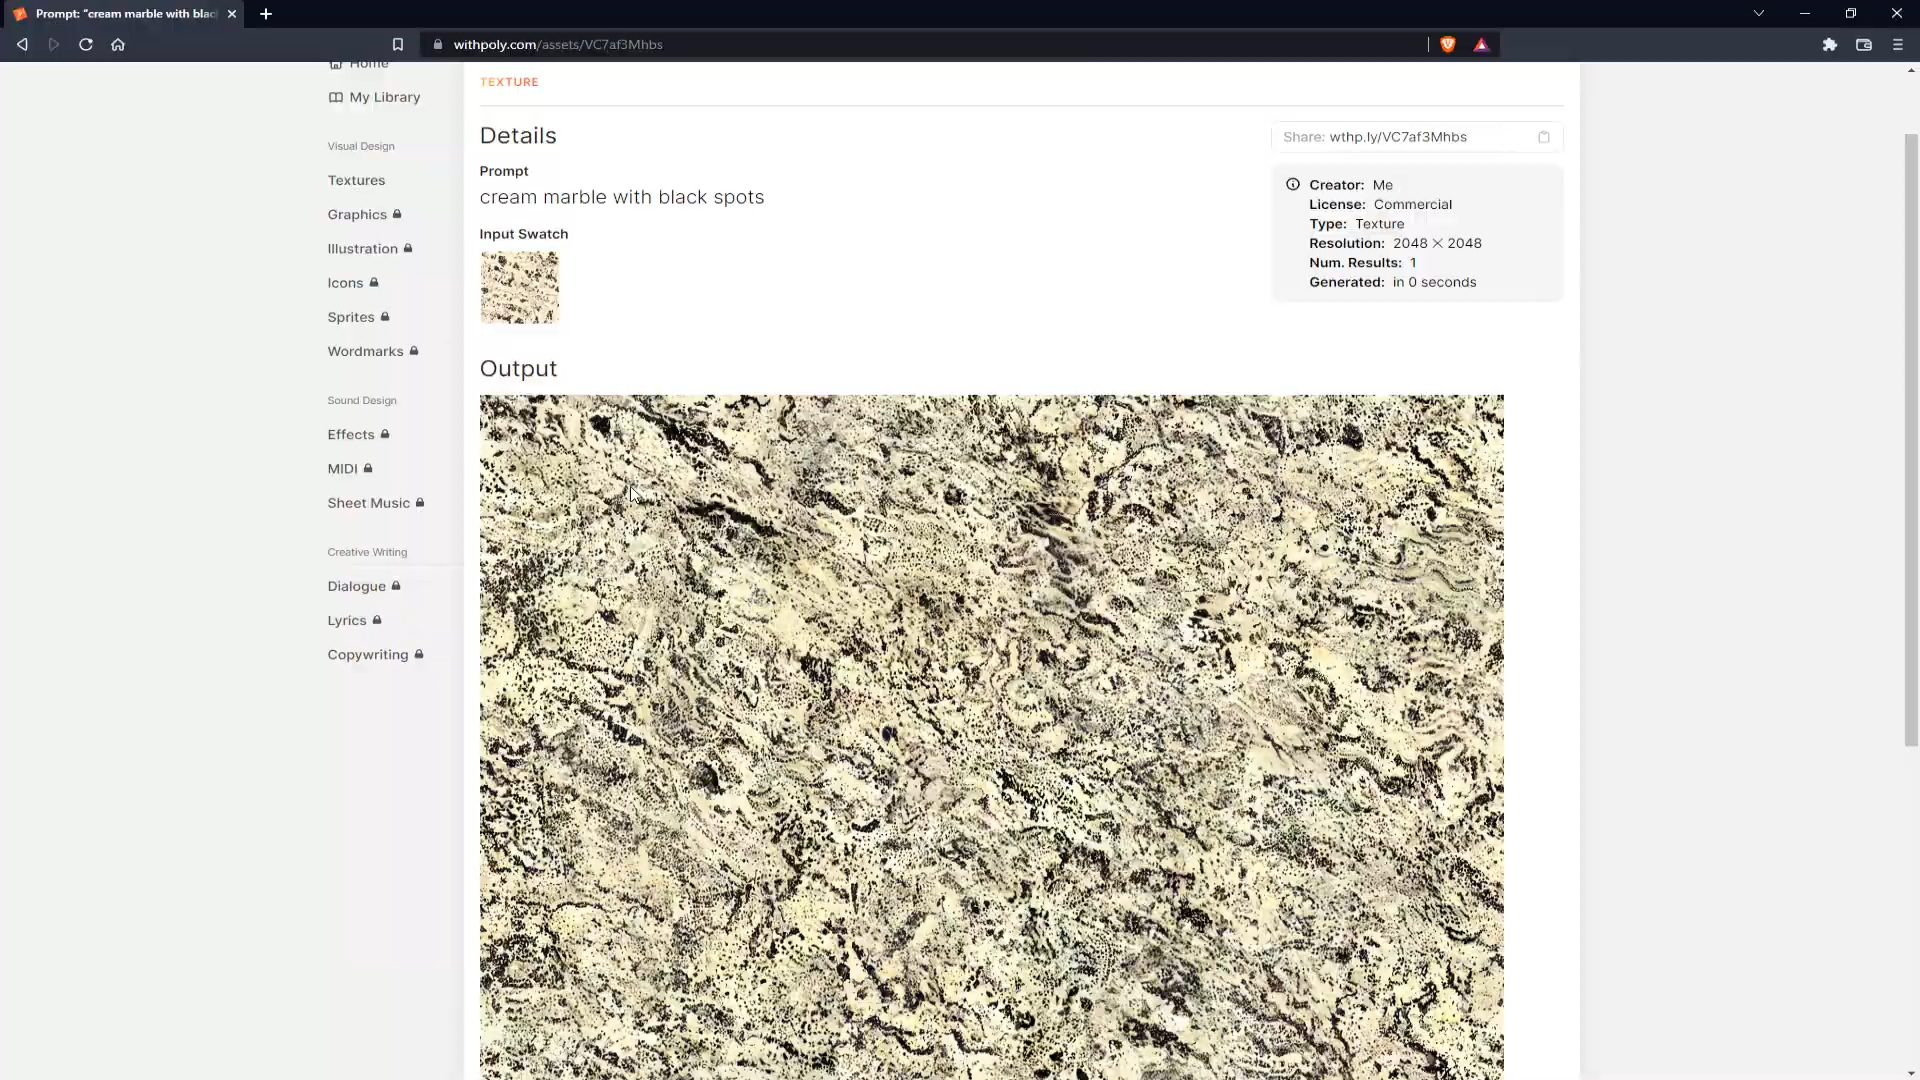 Prompt: "cream marble with blac
withpoly.com/assets/VC7af3Mhbs
Home
My Library
Visual Design
Textures
Graphics
Illustration
Icons
Sprites
Wordmarks
Sound Design
Effects
MIDI
Sheet Music
Creative Writing
Dialogue
Lyrics
Copywriting
TEXTURE
Details
Prompt
cream marble with black spots
Input Swatch
Output
Share: wthp.ly/VC7af3Mhbs
Creator: Me
License: Commercial
Type: Texture
Resolution: 2048 × 2048
Num. Results: 1
Generated: in 0 seconds